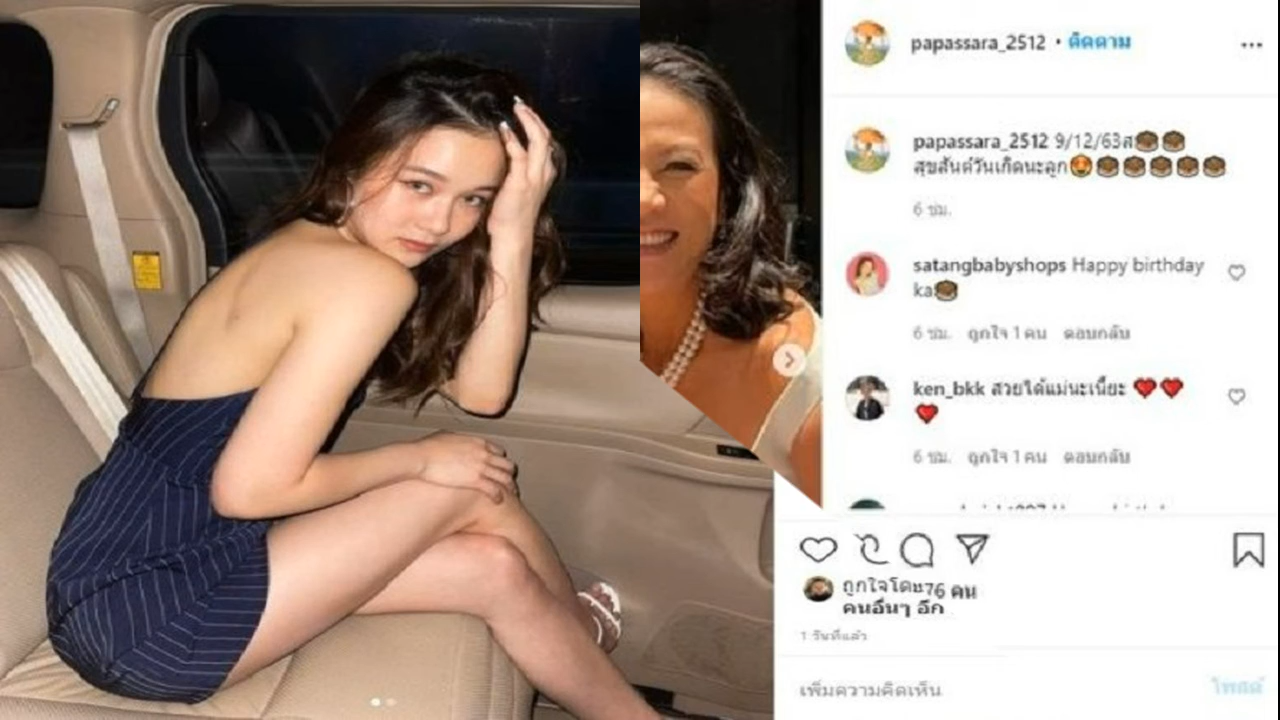 papassara_2512 • ติดตาม
papassara_2512 9/12/63ส
สุขสันต์วันเกิดนะลูก
6 ชม.
satangbabyshops Happy birthday
ka
6 ชม. ถูกใจ 1 คน ตอบกลับ
ken_bkk สวยได้แม่นะเนี้ยะ
6 ชม. ถูกใจ 1 คน ตอบกลับ
ถูกใจโดย76 คน
คนอื่นๆ อีก
1 วันที่แล้ว
เพิ่มความคิดเห็น
โพสต์